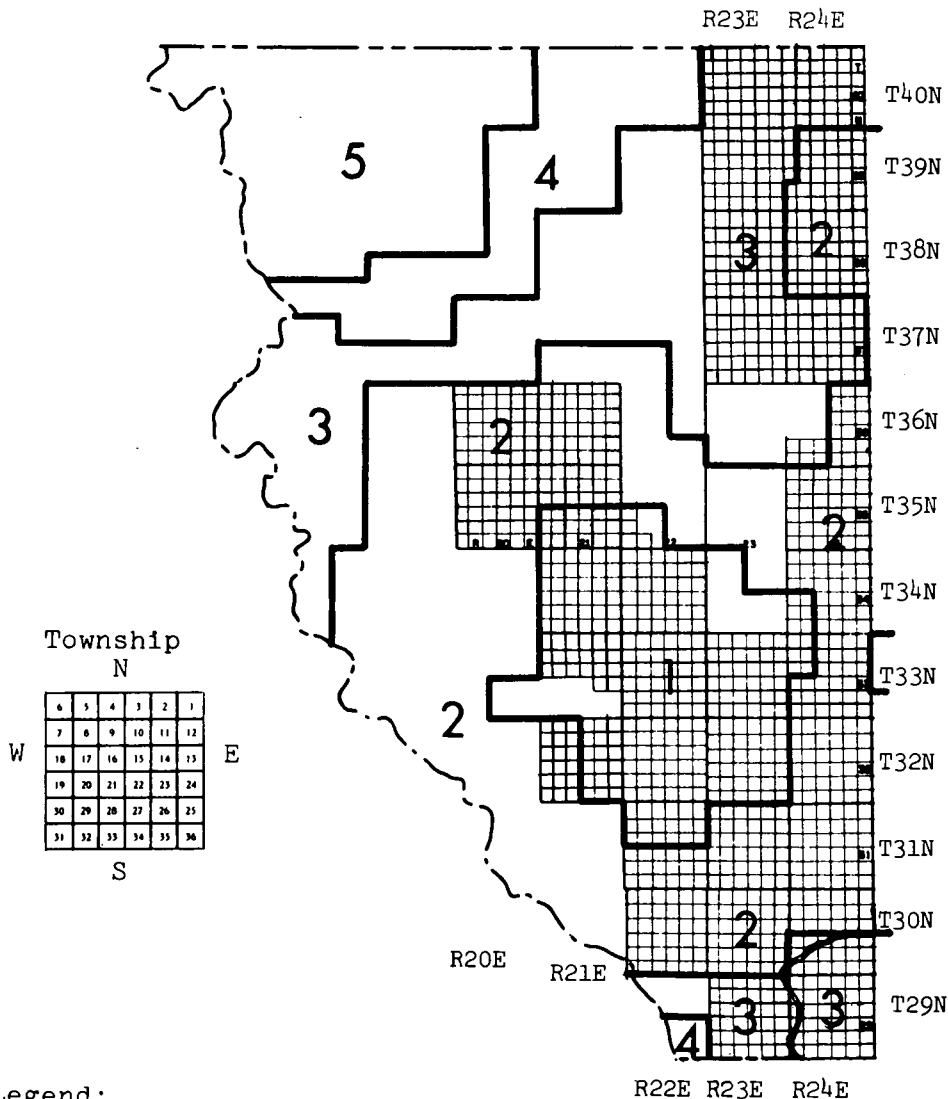 R23E R24E
T40N
5
4
T39N
3
2
T38N
T37N
3
2
T36N
T35N
2
T34N
Township
N
1
T33N
6 5 4 3 2 1
2
7 8 9 10 11 12
W
E
18 17 16 15 14 13
T32N
19 20 21 22 23 24
30 29 28 27 26 25
31 32 33 34 35 36
T31N
S
2
T30N
R20E
R21E
3
3
T29N
4
R22E R23E R24E